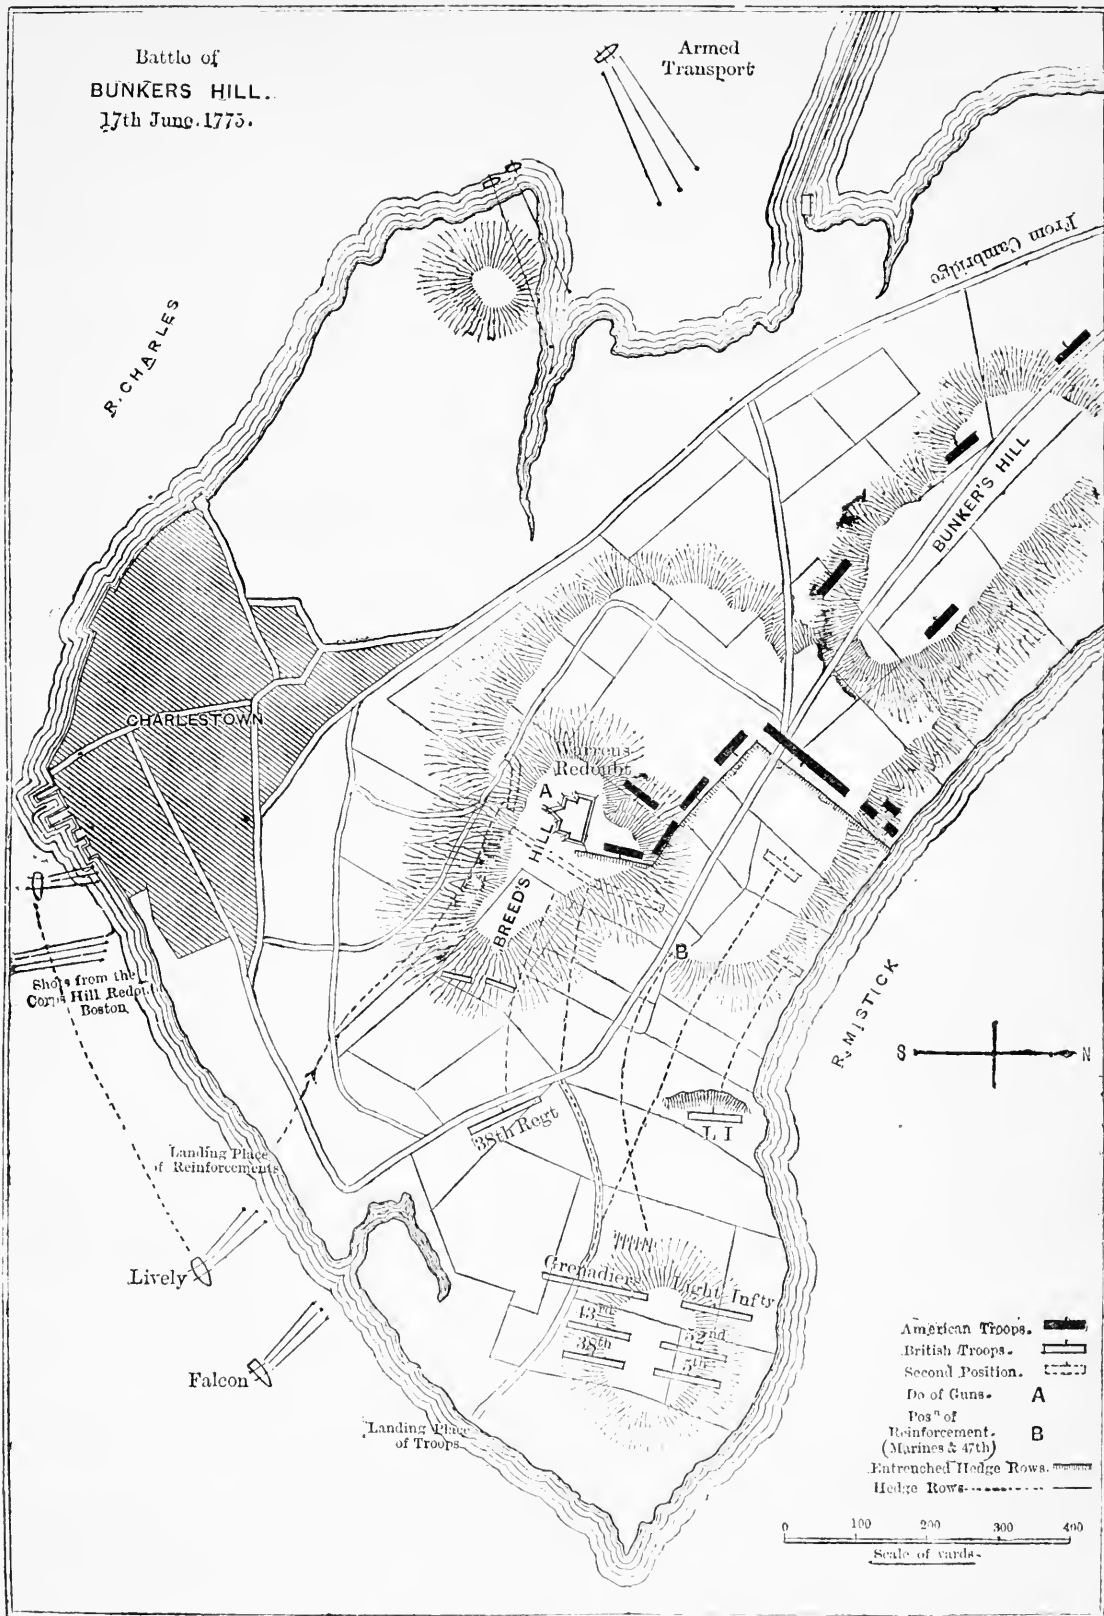 Battle of
BUNKERS HILL.
17th June. 1775.
Armed
Transport
From Cambridge
R. CHARLES
BUNKER'S HILL
CHARLESTOWN
Warrens
Redoubt
A
BREED'S HILL
B
Shots from the
Corps Hill Redout
Boston
R. MISTICK
S
N
38th Regt
L I
Landing Place
of Reinforcements
Lively
Grenadiers
Light Infty
43rd
52nd
38th
5th
Falcon
Landing Place
of Troops
American Troops.
British Troops.
Second Position.
Do of Guns. A
Posn of
Reinforcement. B
(Marines & 47th)
Entrenched Hedge Rows.
Hedge Rows
0 100 200 300 400
Scale of yards.